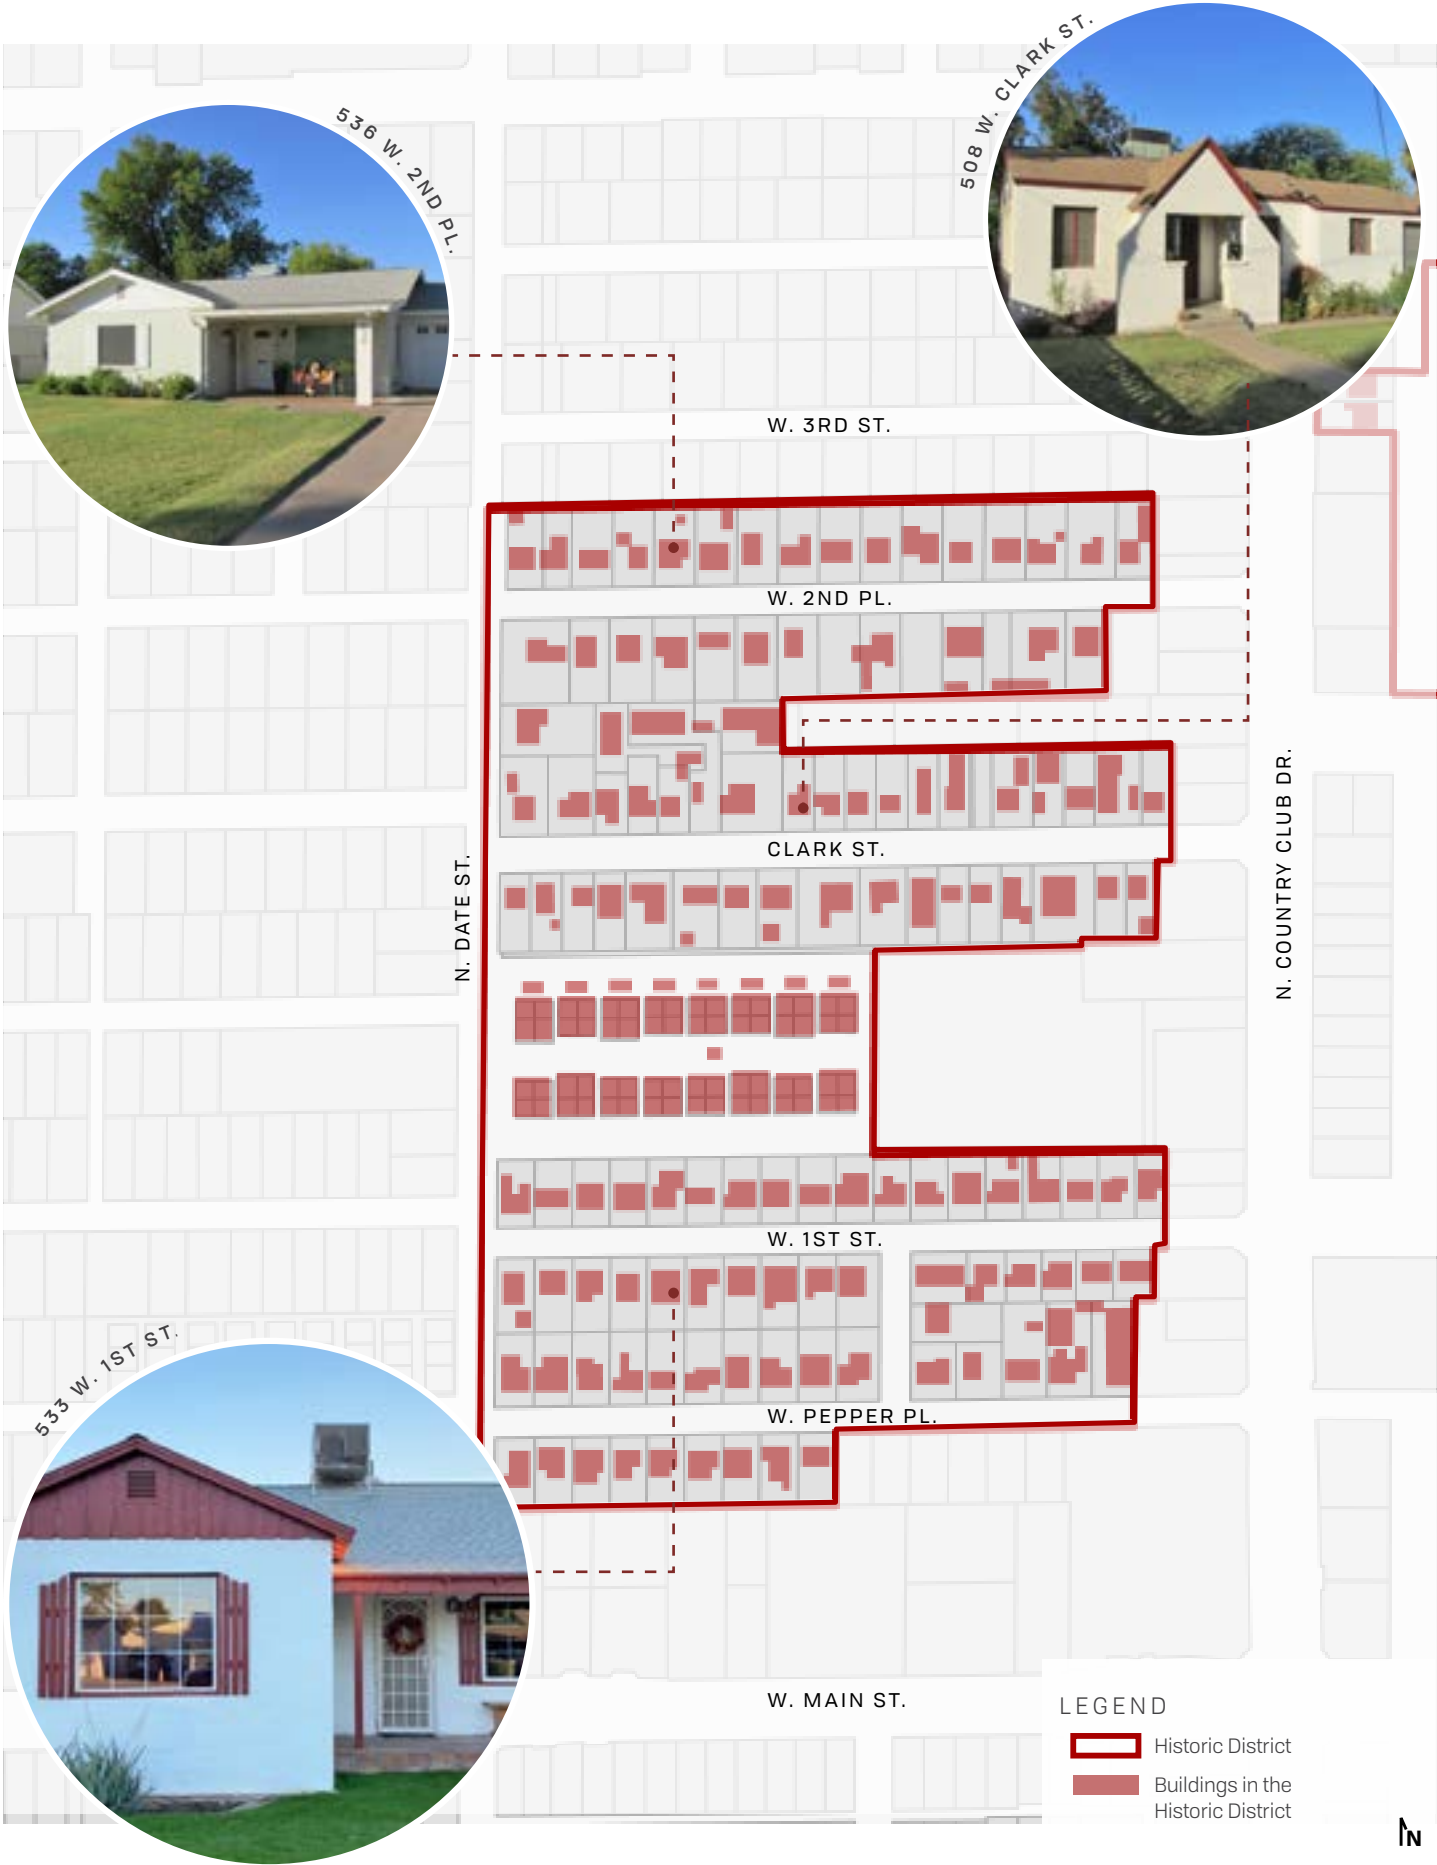 508 W. CLARK ST.
536 W. 2ND PL.
W. 3RD ST.
W. 2ND PL.
CLARK ST.
N. DATE ST.
N. COUNTRY CLUB DR.
W. 1ST ST.
533 W. 1ST ST.
W. PEPPER PL.
W. MAIN ST.
LEGEND
Historic District
Buildings in the
Historic District
N